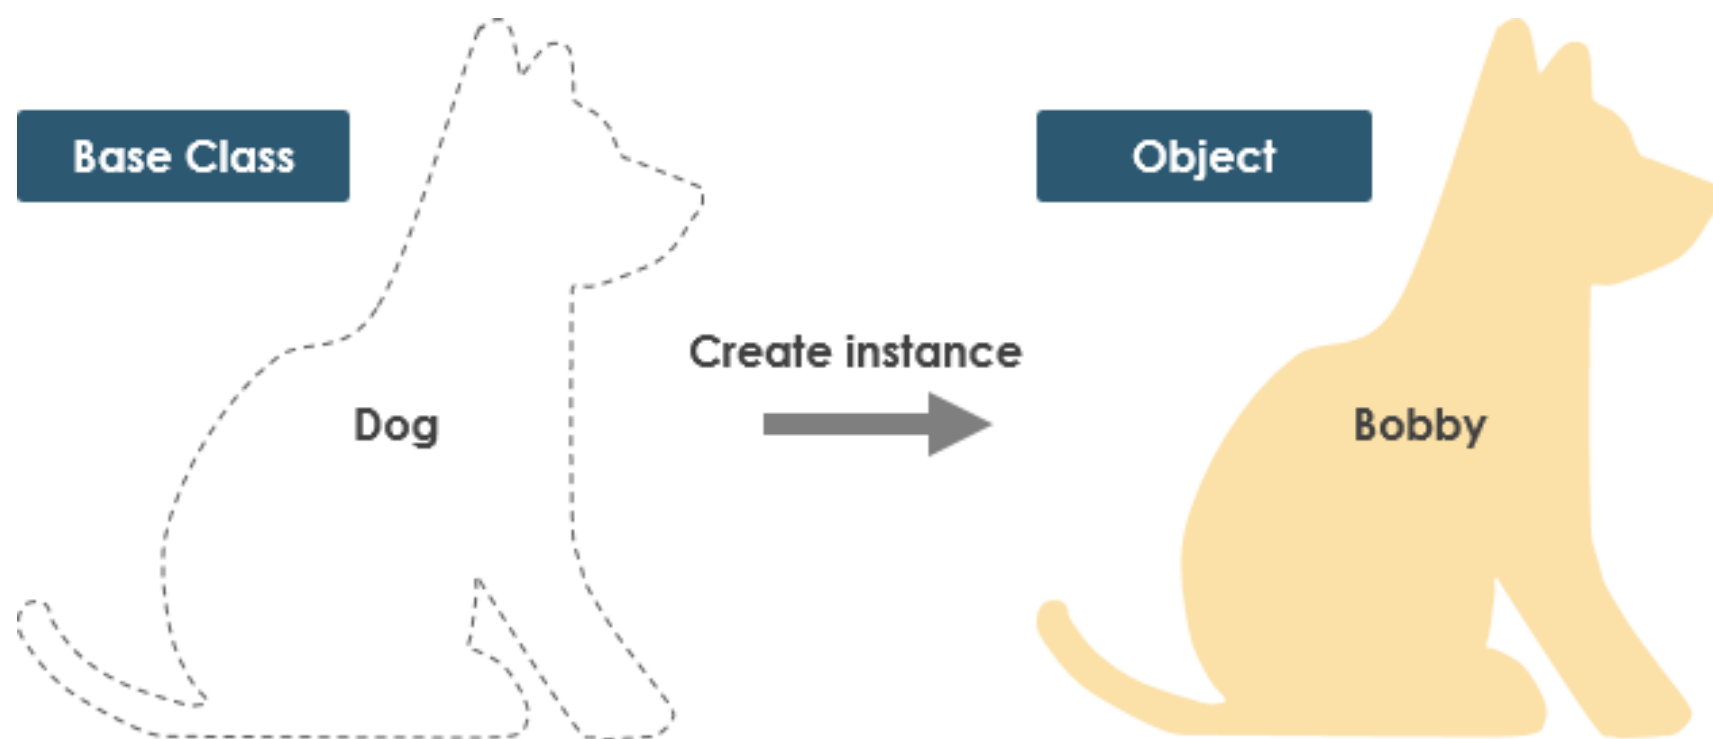 Base Class
Object
Create instance
Dog
Bobby